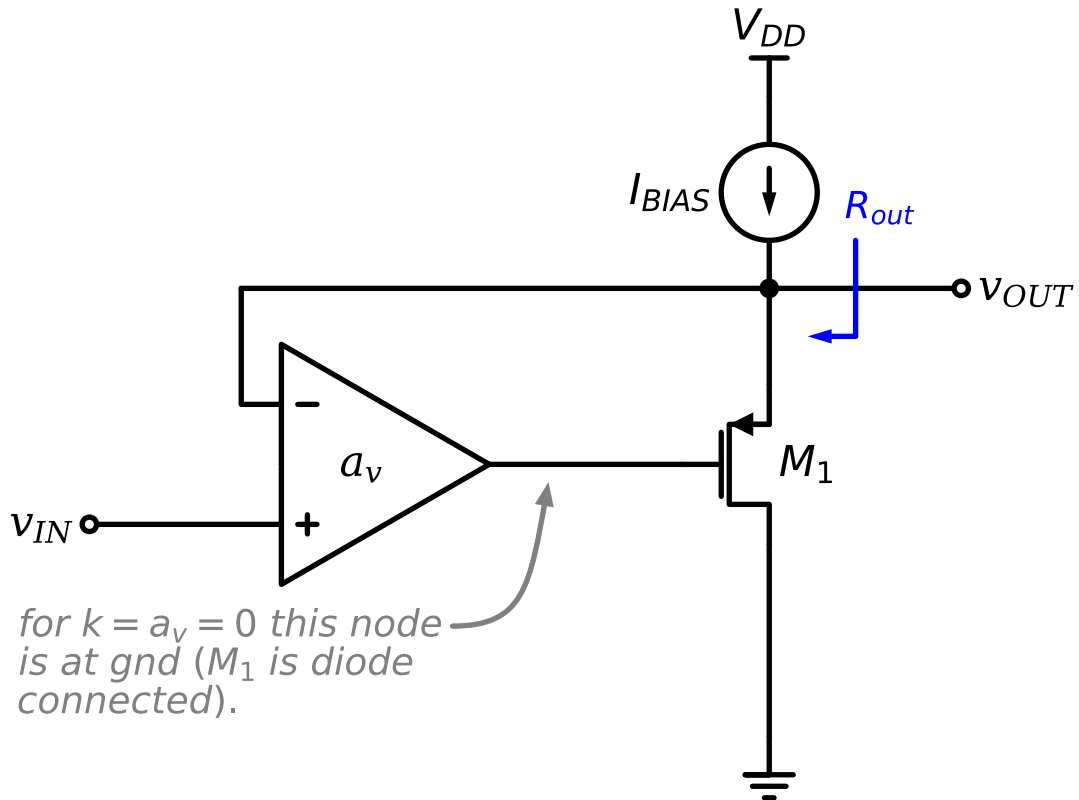 V_DD
I_BIAS
R_out
v_OUT
−
a_v
M_1
v_IN
+
for k = a_v = 0 this node
is at gnd (M_1 is diode
connected).